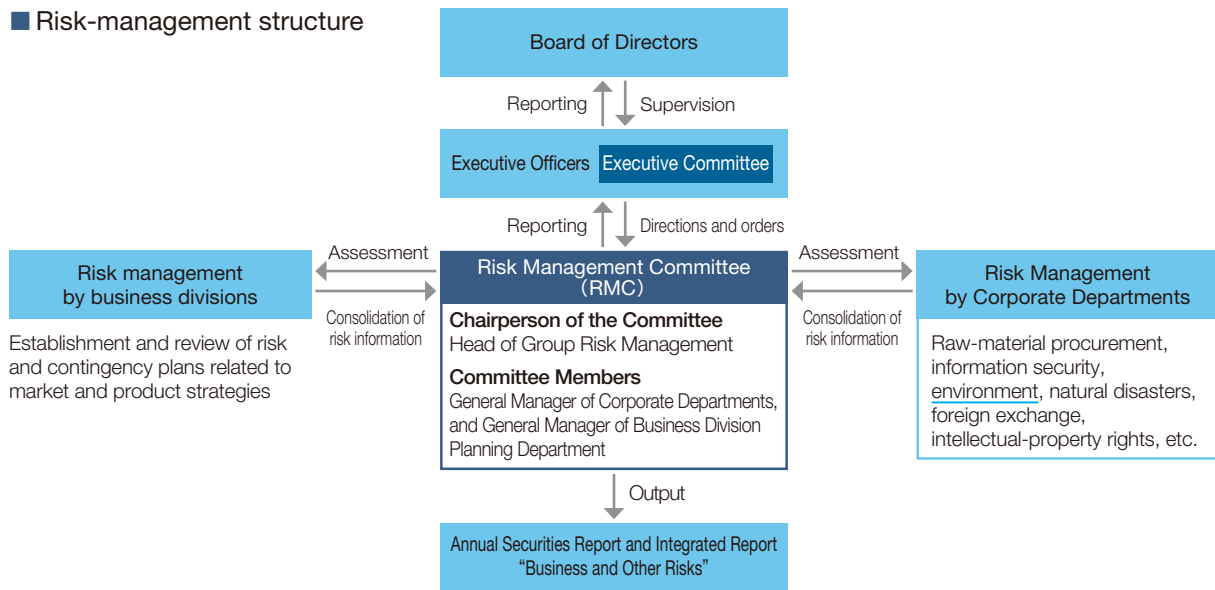 ■ Risk-management structure
Board of Directors
Reporting
Supervision
Executive Officers
Executive Committee
Reporting
Directions and orders
Risk management
by business divisions
Establishment and review of risk
and contingency plans related to
market and product strategies
Assessment
Consolidation of
risk information
Risk Management Committee
(RMC)
Chairperson of the Committee
Head of Group Risk Management
Committee Members
General Manager of Corporate Departments,
and General Manager of Business Division
Planning Department
Assessment
Consolidation of
risk information
Risk Management
by Corporate Departments
Raw-material procurement,
information security,
environment, natural disasters,
foreign exchange,
intellectual-property rights, etc.
Output
Annual Securities Report and Integrated Report
“Business and Other Risks”